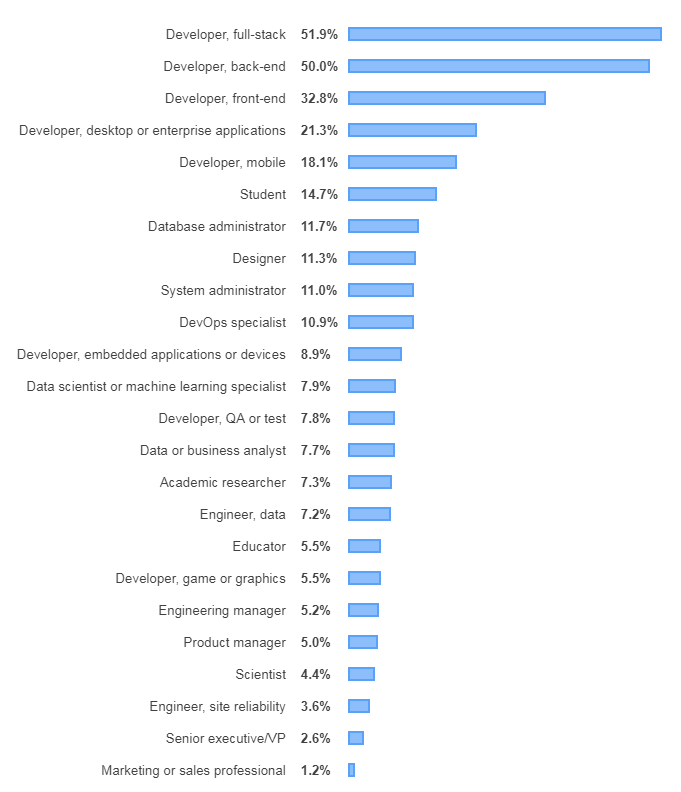 Developer, full-stack 51.9%
Developer, back-end 50.0%
Developer, front-end 32.8%
Developer, desktop or enterprise applications 21.3%
Developer, mobile 18.1%
Student 14.7%
Database administrator 11.7%
Designer 11.3%
System administrator 11.0%
DevOps specialist 10.9%
Developer, embedded applications or devices 8.9%
Data scientist or machine learning specialist 7.9%
Developer, QA or test 7.8%
Data or business analyst 7.7%
Academic researcher 7.3%
Engineer, data 7.2%
Educator 5.5%
Developer, game or graphics 5.5%
Engineering manager 5.2%
Product manager 5.0%
Scientist 4.4%
Engineer, site reliability 3.6%
Senior executive/VP 2.6%
Marketing or sales professional 1.2%